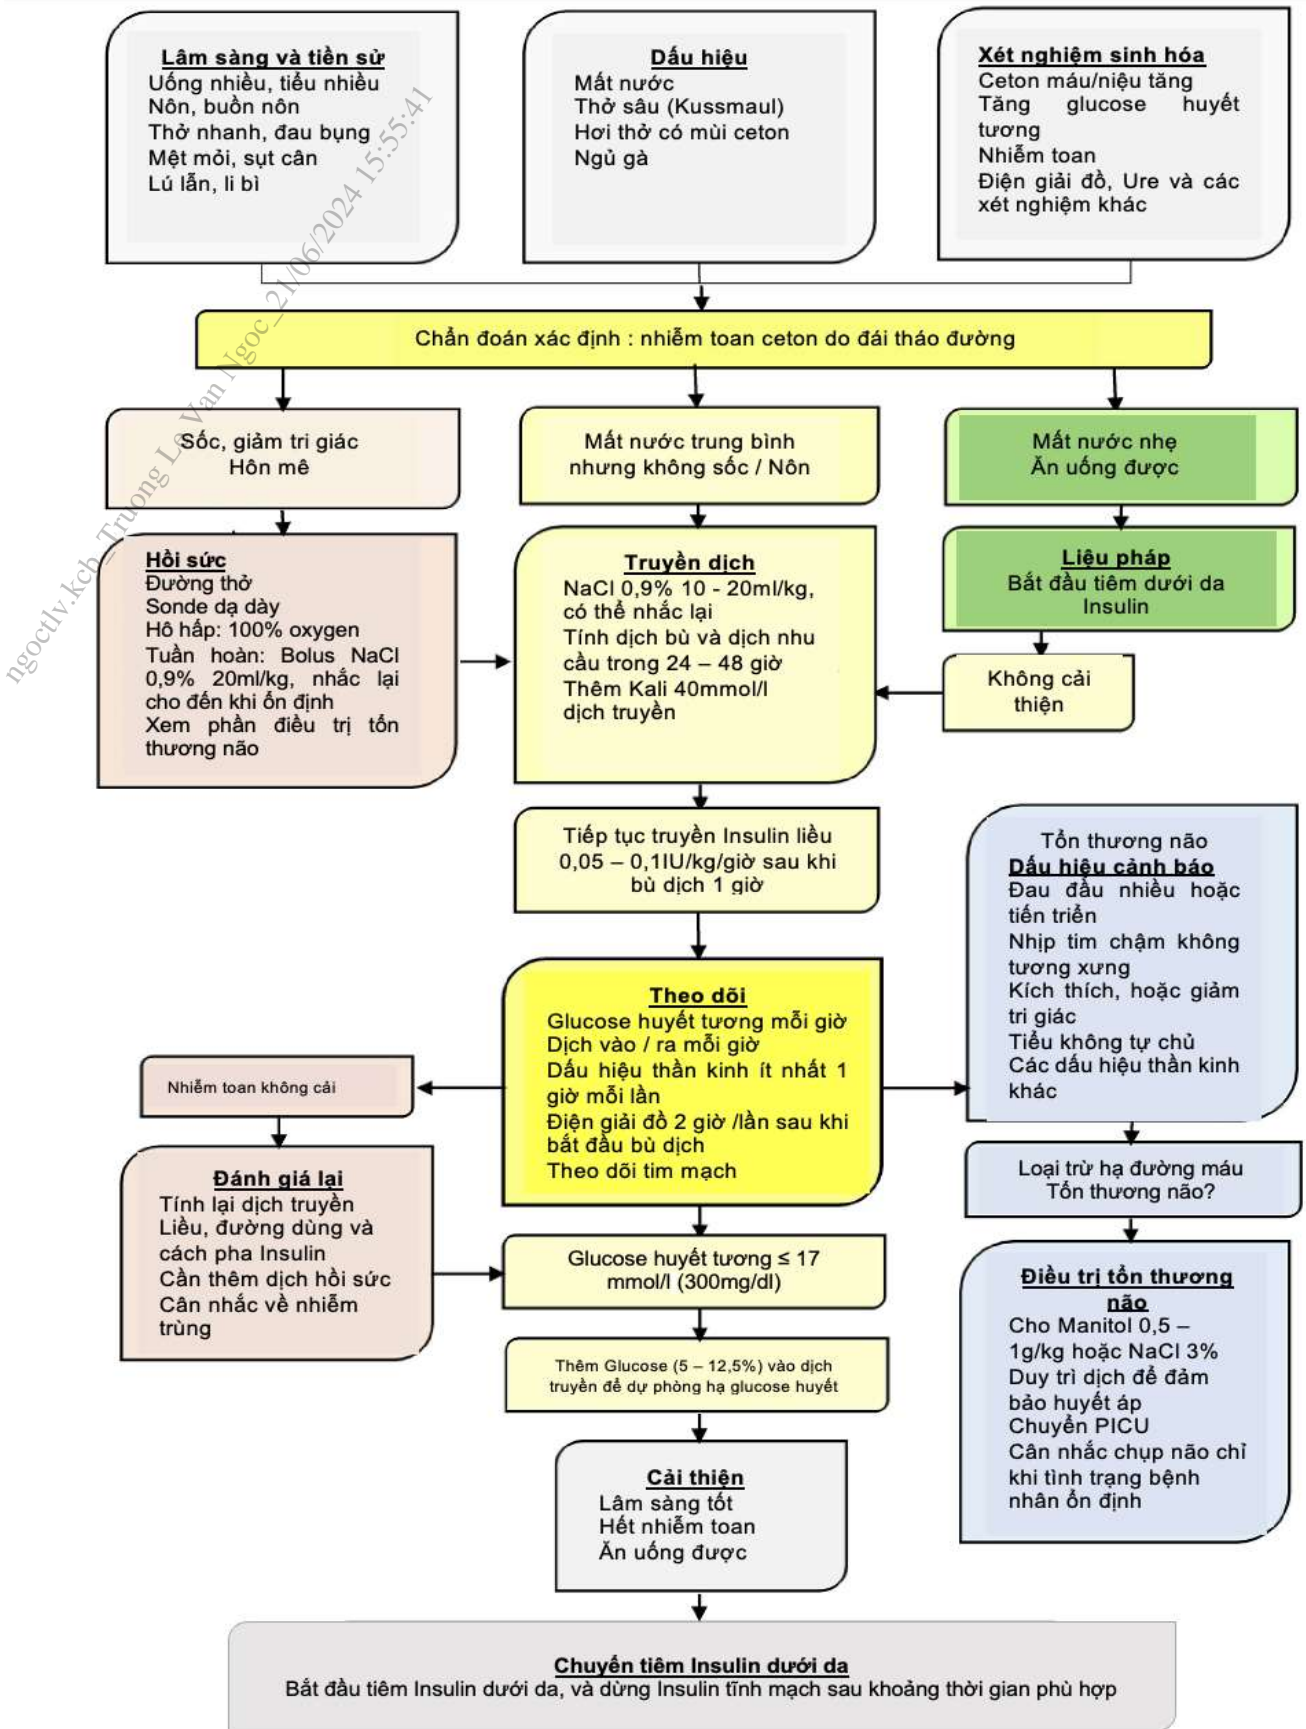 Lâm sàng và tiền sử
Uống nhiều, tiểu nhiều
Nôn, buồn nôn
Thở nhanh, đau bụng
Mệt mỏi, sụt cân
Lú lẫn, li bì
Dấu hiệu
Mất nước
Thở sâu (Kussmaul)
Hơi thở có mùi ceton
Ngủ gà
Xét nghiệm sinh hóa
Ceton máu/niệu tăng
Tăng glucose huyết
tương
Nhiễm toan
Điện giải đồ, Ure và các
xét nghiệm khác
ngoctlv.kcb_Truong Le Van Ngoc_21/06/2024 15:55:41
Chẩn đoán xác định : nhiễm toan ceton do đái tháo đường
Sốc, giảm tri giác
Hôn mê
Mất nước trung bình
nhưng không sốc / Nôn
Mất nước nhẹ
Ăn uống được
Hồi sức
Đường thở
Sonde dạ dày
Hô hấp: 100% oxygen
Tuần hoàn: Bolus NaCl
0,9% 20ml/kg, nhắc lại
cho đến khi ổn định
Xem phần điều trị tổn
thương não
Truyền dịch
NaCl 0,9% 10 - 20ml/kg,
có thể nhắc lại
Tính dịch bù và dịch nhu
cầu trong 24 – 48 giờ
Thêm Kali 40mmol/l
dịch truyền
Liệu pháp
Bắt đầu tiêm dưới da
Insulin
Không cải
thiện
Tiếp tục truyền Insulin liều
0,05 – 0,1IU/kg/giờ sau khi
bù dịch 1 giờ
Tổn thương não
Dấu hiệu cảnh báo
Đau đầu nhiều hoặc
tiến triển
Nhịp tim chậm không
tương xưng
Kích thích, hoặc giảm
tri giác
Tiểu không tự chủ
Các dấu hiệu thần kinh
khác
Theo dõi
Glucose huyết tương mỗi giờ
Dịch vào / ra mỗi giờ
Dấu hiệu thần kinh ít nhất 1
giờ mỗi lần
Điện giải đồ 2 giờ /lần sau khi
bắt đầu bù dịch
Theo dõi tim mạch
Nhiễm toan không cải
Đánh giá lại
Tính lại dịch truyền
Liều, đường dùng và
cách pha Insulin
Cần thêm dịch hồi sức
Cân nhắc về nhiễm
trùng
Loại trừ hạ đường máu
Tổn thương não?
Glucose huyết tương ≤ 17
mmol/l (300mg/dl)
Điều trị tổn thương
não
Cho Manitol 0,5 –
1g/kg hoặc NaCl 3%
Duy trì dịch để đảm
bảo huyết áp
Chuyển PICU
Cân nhắc chụp não chỉ
khi tình trạng bệnh
nhân ổn định
Thêm Glucose (5 – 12,5%) vào dịch
truyền để dự phòng hạ glucose huyết
Cải thiện
Lâm sàng tốt
Hết nhiễm toan
Ăn uống được
Chuyển tiêm Insulin dưới da
Bắt đầu tiêm Insulin dưới da, và dừng Insulin tĩnh mạch sau khoảng thời gian phù hợp